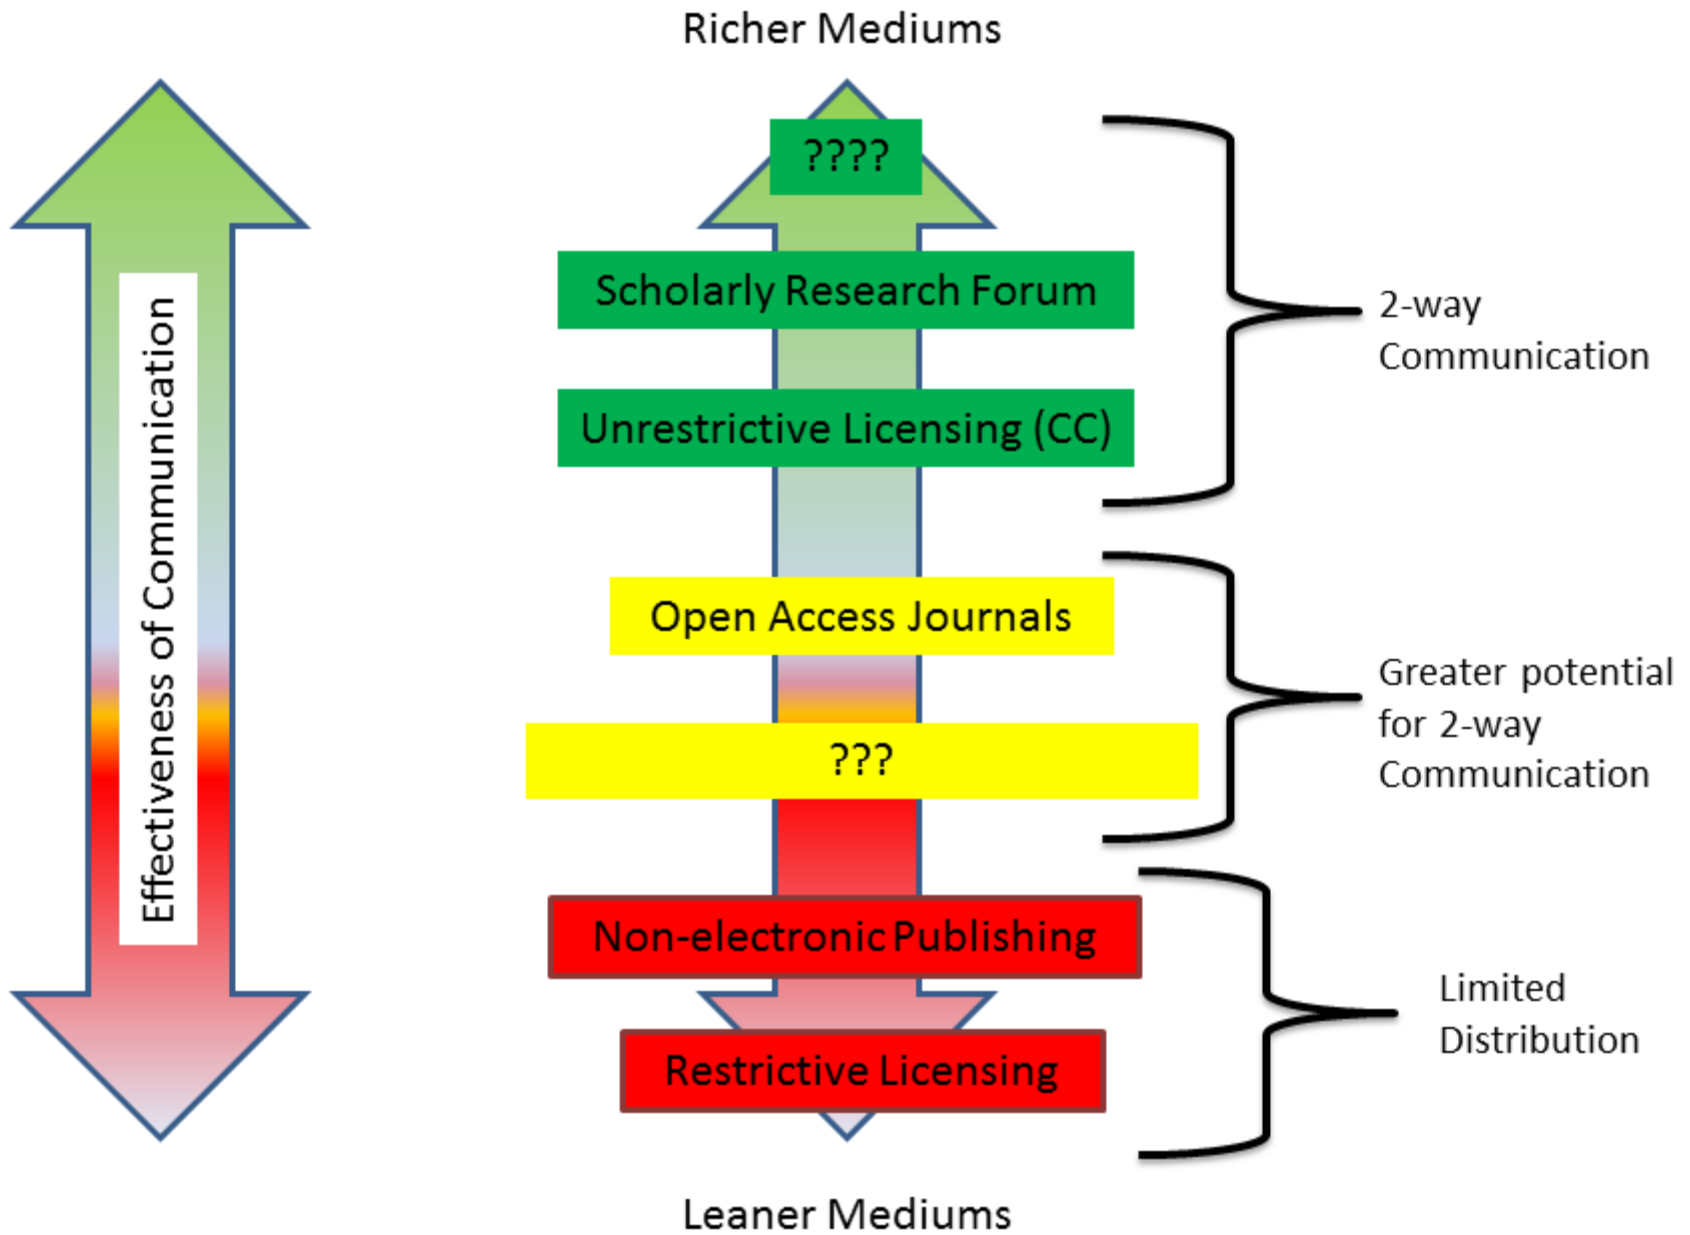 Richer Mediums
????
Scholarly Research Forum
Unrestrictive Licensing (CC)
2-way
Communication
Effectiveness of Communication
Open Access Journals
???
Greater potential
for 2-way
Communication
Non-electronic Publishing
Restrictive Licensing
Limited
Distribution
Leaner Mediums